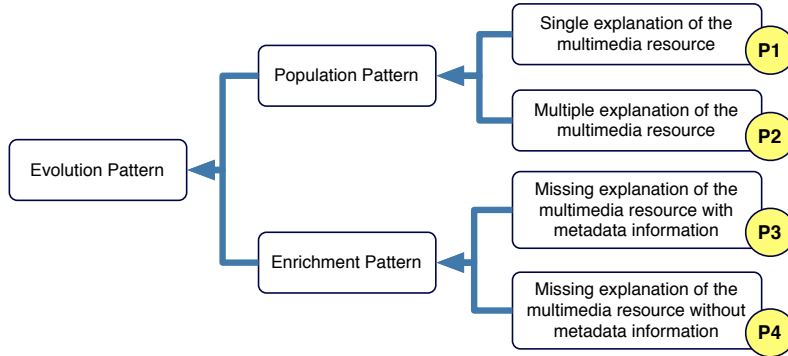 Single explanation of the
multimedia resource
P1
Population Pattern
Multiple explanation of the
multimedia resource
P2
Evolution Pattern
Missing explanation of the
multimedia resource with
metadata information
P3
Enrichment Pattern
Missing explanation of the
multimedia resource without
metadata information
P4